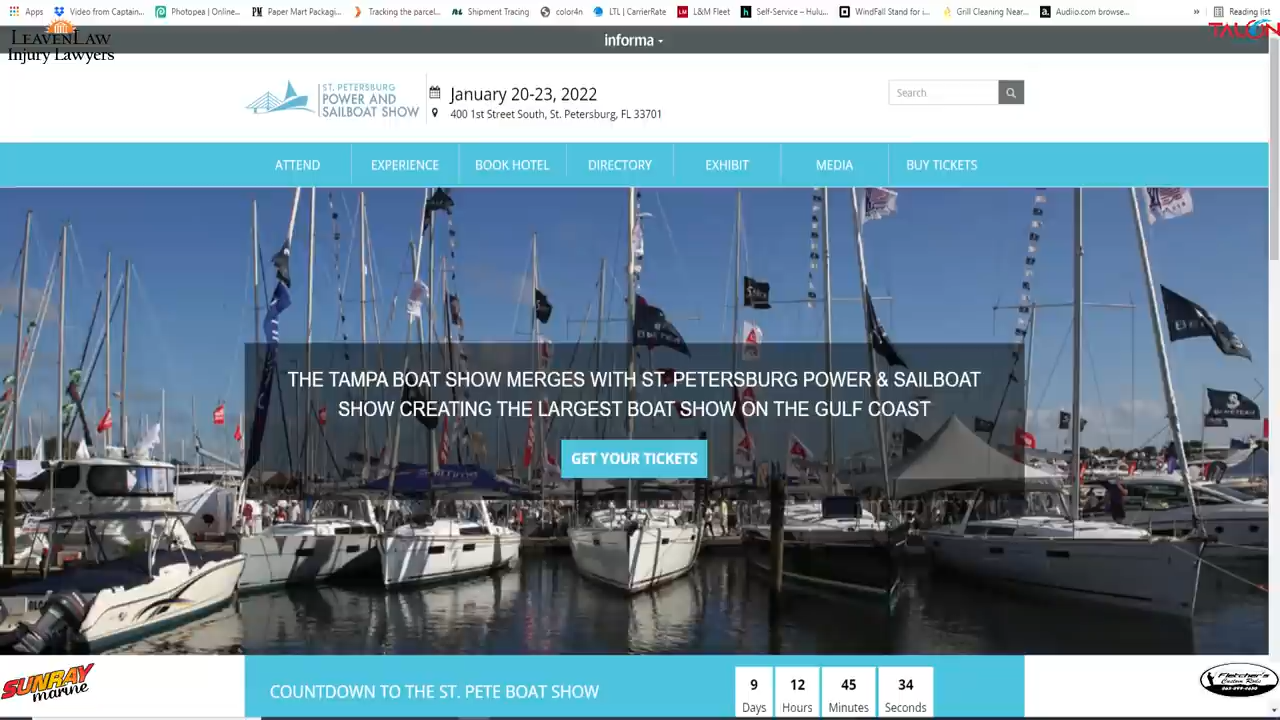 Apps
Video from Captain...
Photopea | Online...
Paper Mart Packagi...
Tracking the parcel...
Shipment Tracing
color4n
LTL | CarrierRate
L&M Fleet
Self-Service – Hulu...
WindFall Stand for i...
Grill Cleaning Near...
Audiio.com browse...
»
Reading list
LEAVENLAW
Injury Lawyers
informa
TALON
ST. PETERSBURG
POWER AND
SAILBOAT SHOW
January 20-23, 2022
400 1st Street South, St. Petersburg, FL 33701
Search...
ATTEND
EXPERIENCE
BOOK HOTEL
DIRECTORY
EXHIBIT
MEDIA
BUY TICKETS
THE TAMPA BOAT SHOW MERGES WITH ST. PETERSBURG POWER & SAILBOAT
SHOW CREATING THE LARGEST BOAT SHOW ON THE GULF COAST
GET YOUR TICKETS
COUNTDOWN TO THE ST. PETE BOAT SHOW
9 12 45 34
Days Hours Minutes Seconds
SUNRAY
marine
Fletcher's
Custom Rods